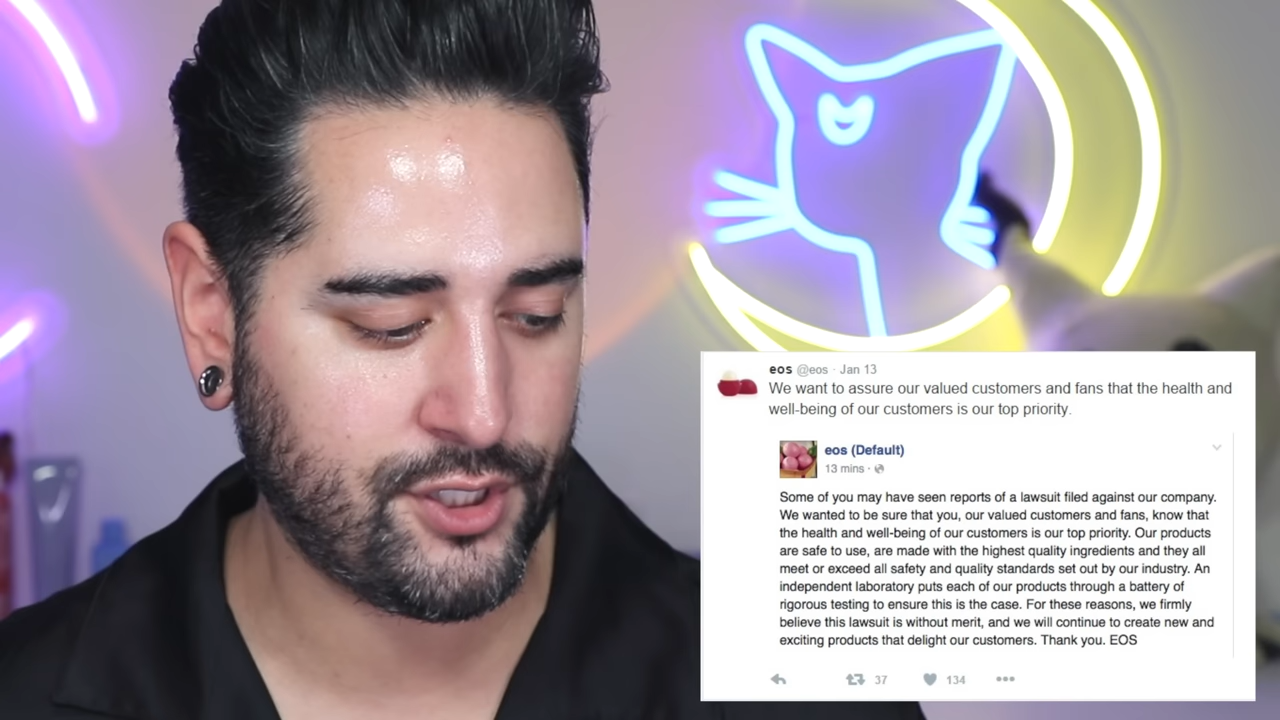 eos @eos · Jan 13
We want to assure our valued customers and fans that the health and
well-being of our customers is our top priority.
eos (Default)
13 mins ·
Some of you may have seen reports of a lawsuit filed against our company.
We wanted to be sure that you, our valued customers and fans, know that
the health and well-being of our customers is our top priority. Our products
are safe to use, are made with the highest quality ingredients and they all
meet or exceed all safety and quality standards set out by our industry. An
independent laboratory puts each of our products through a battery of
rigorous testing to ensure this is the case. For these reasons, we firmly
believe this lawsuit is without merit, and we will continue to create new and
exciting products that delight our customers. Thank you. EOS
37 134